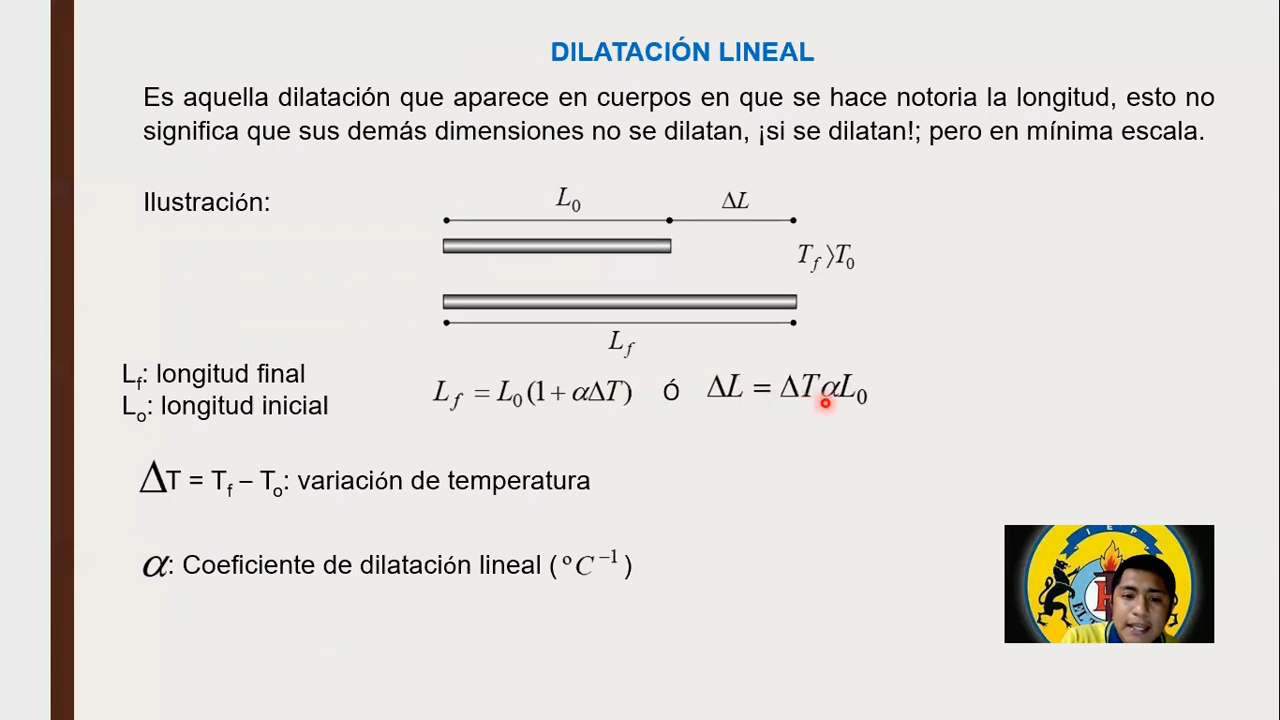 DILATACIÓN LINEAL
Es aquella dilatación que aparece en cuerpos en que se hace notoria la longitud, esto no
significa que sus demás dimensiones no se dilatan, ¡si se dilatan!; pero en mínima escala.
Ilustración:
L₀ ΔL
T_f ⟩T₀
L_f
L_f: longitud final
L_o: longitud inicial
L_f = L₀(1+αΔT) Ó ΔL = ΔTαL₀
ΔT = T_f – T_o: variación de temperatura
α: Coeficiente de dilatación lineal (ºC⁻¹)
I E P